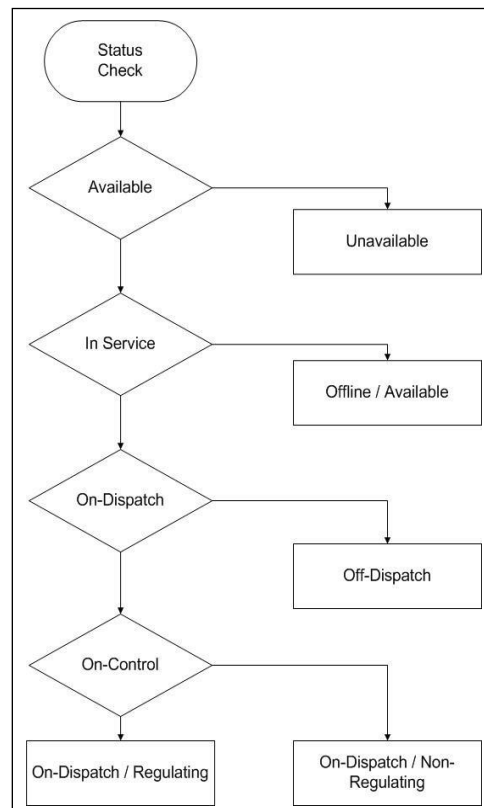 Status
Check
Available
Unavailable
In Service
Offline / Available
On-Dispatch
Off-Dispatch
On-Control
On-Dispatch / Regulating
On-Dispatch / Non-
Regulating